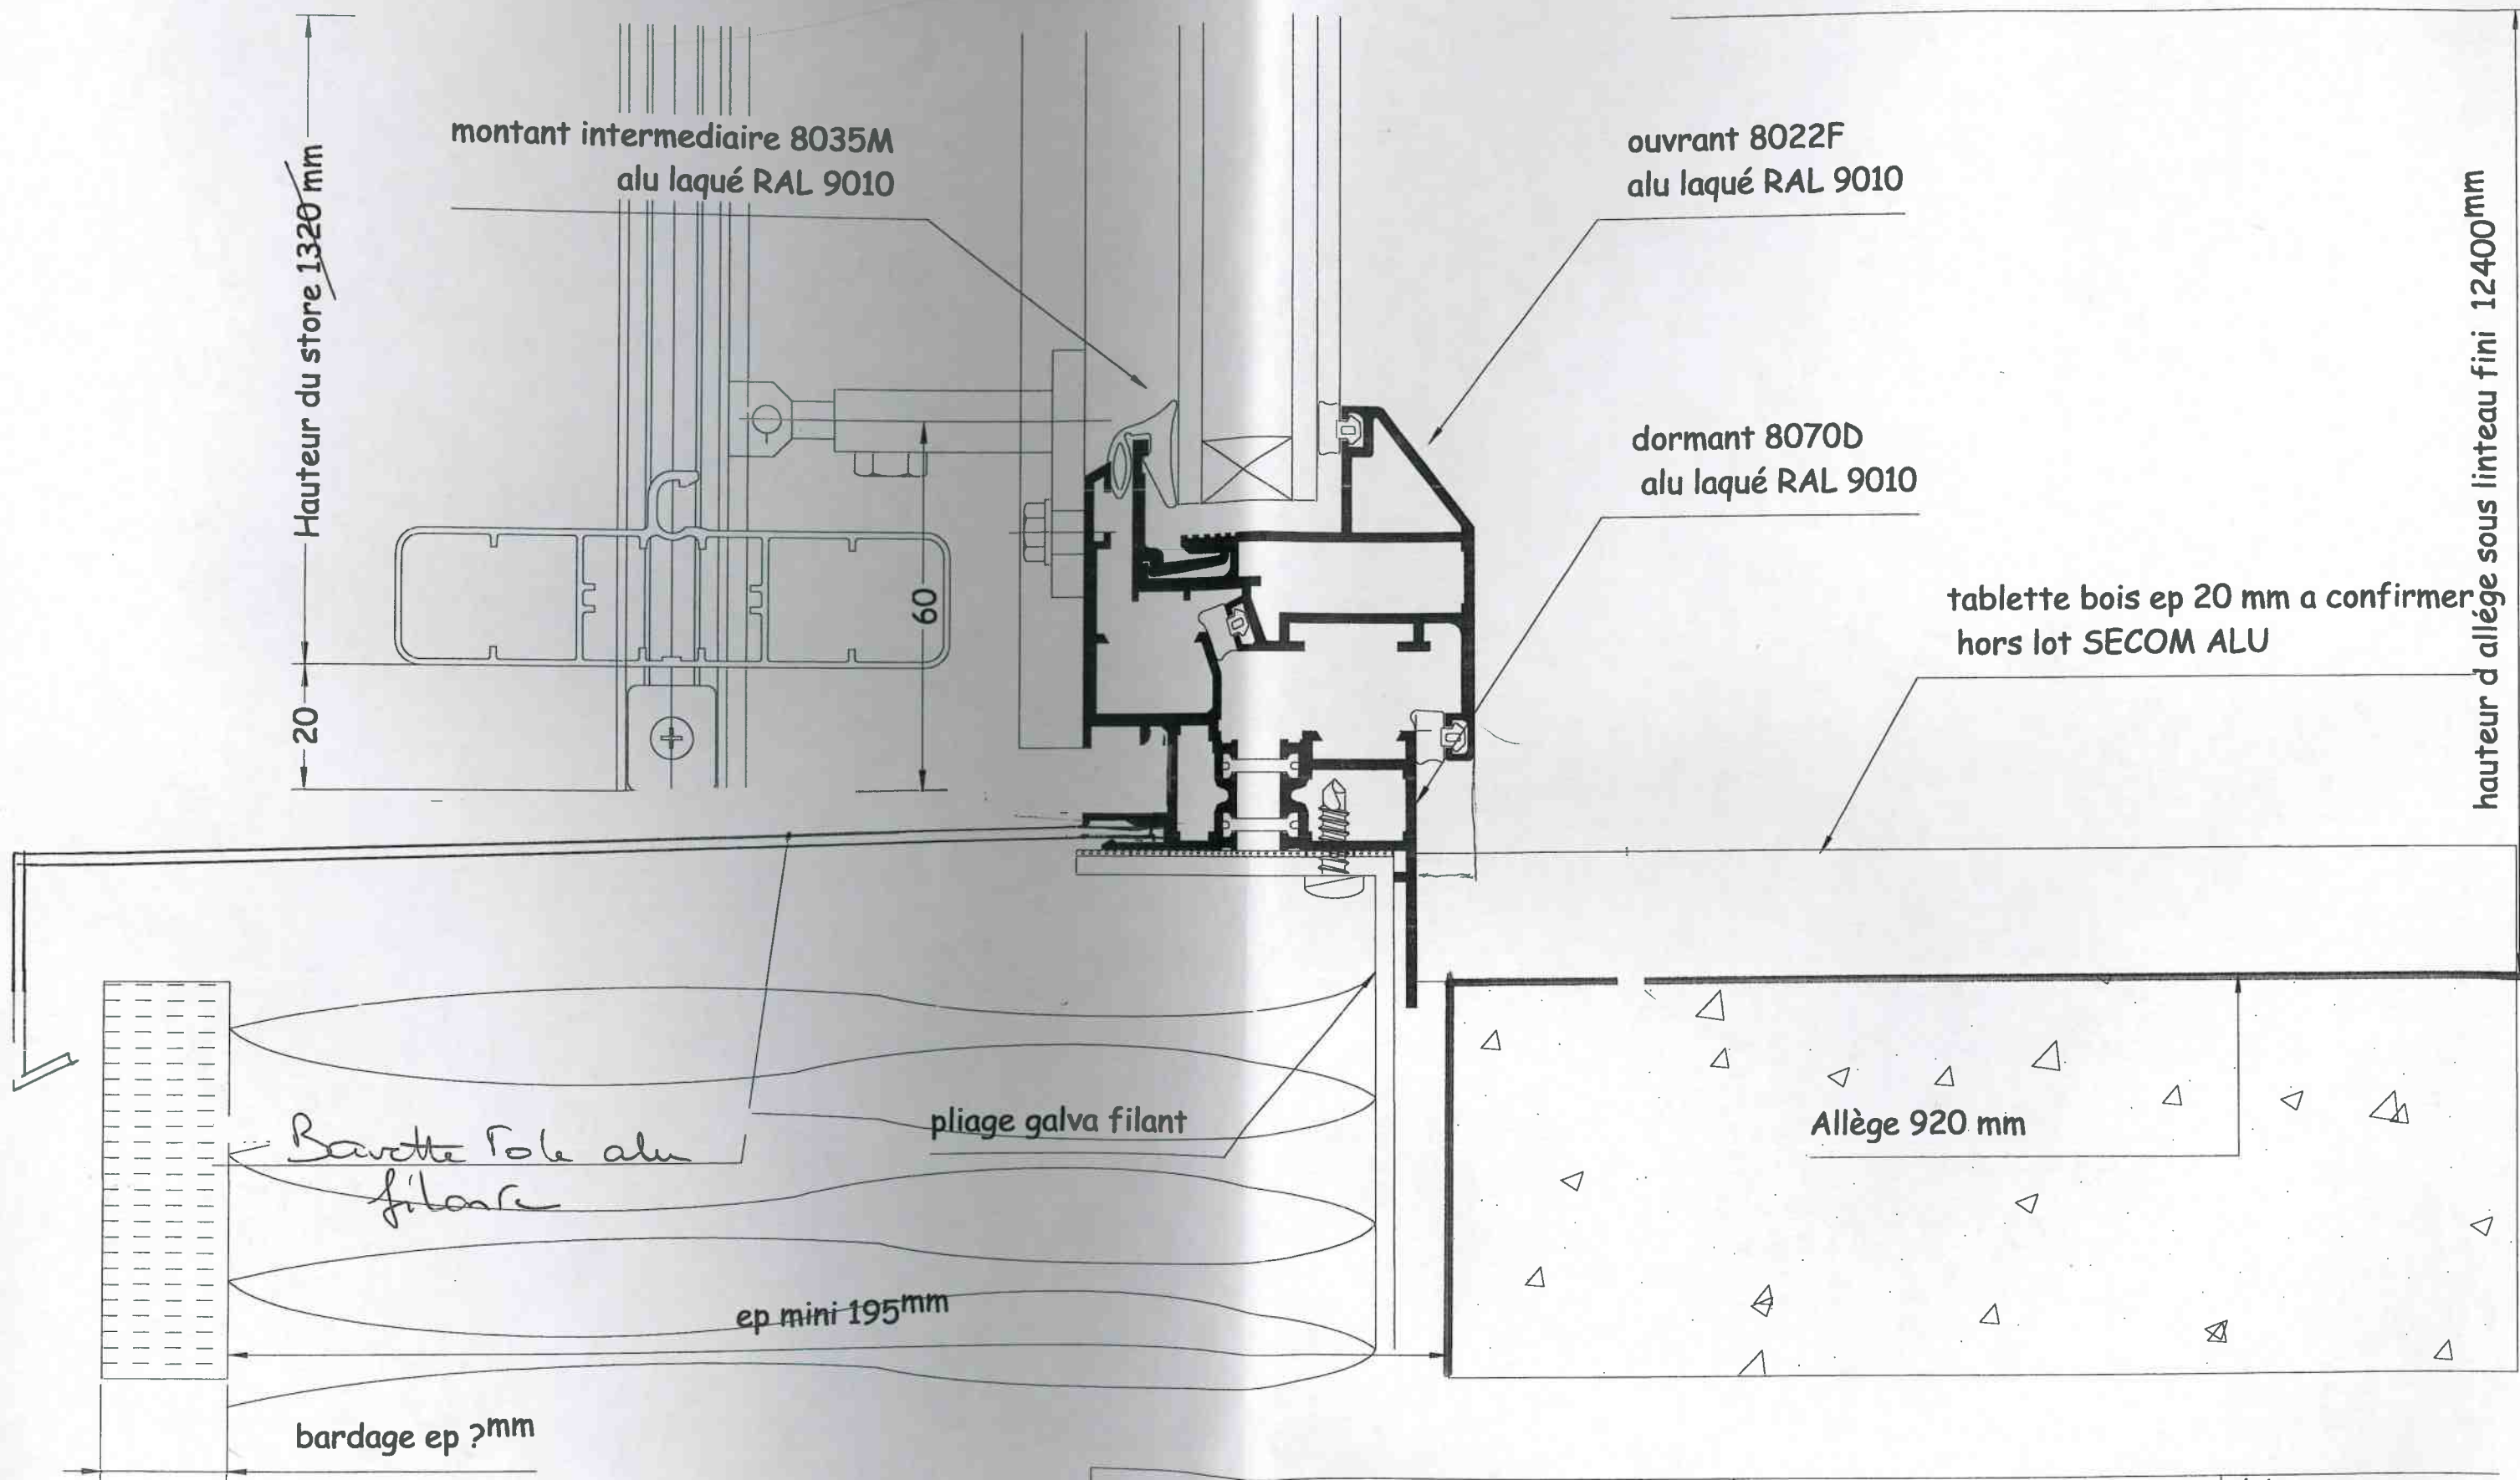 montant intermediaire 8035M
alu laqué RAL 9010
ouvrant 8022F
alu laqué RAL 9010
Hauteur du store 1320 mm
dormant 8070D
alu laqué RAL 9010
hauteur d allége sous linteau fini 12400mm
tablette bois ep 20 mm a confirmer
hors lot SECOM ALU
60
20
pliage galva filant
Allège 920 mm
Bavette Tole alu
filante
ep mini 195mm
bardage ep ?mm